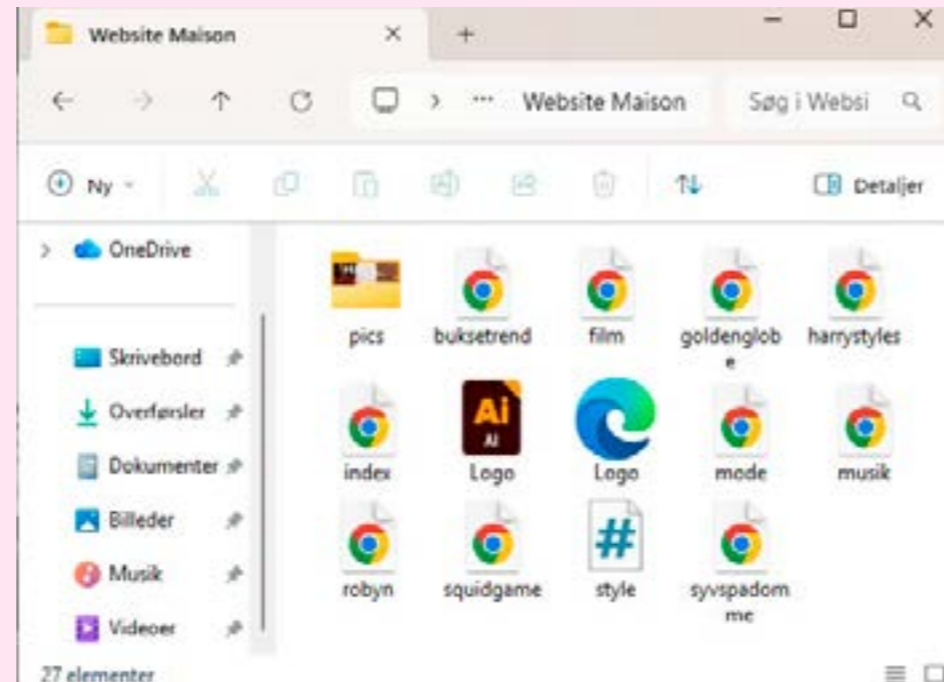 Website Maison
Website Maison
Søg i Websi
Ny
Detaljer
OneDrive
Skrivebord
Overførsler
Dokumenter
Billeder
Musik
Videoer
pics
buksetrend
film
goldenglob
e
harrystyles
index
Ai
AI
Logo
Logo
mode
musik
robyn
squidgame
#
style
syvspadom
me
27 elementer